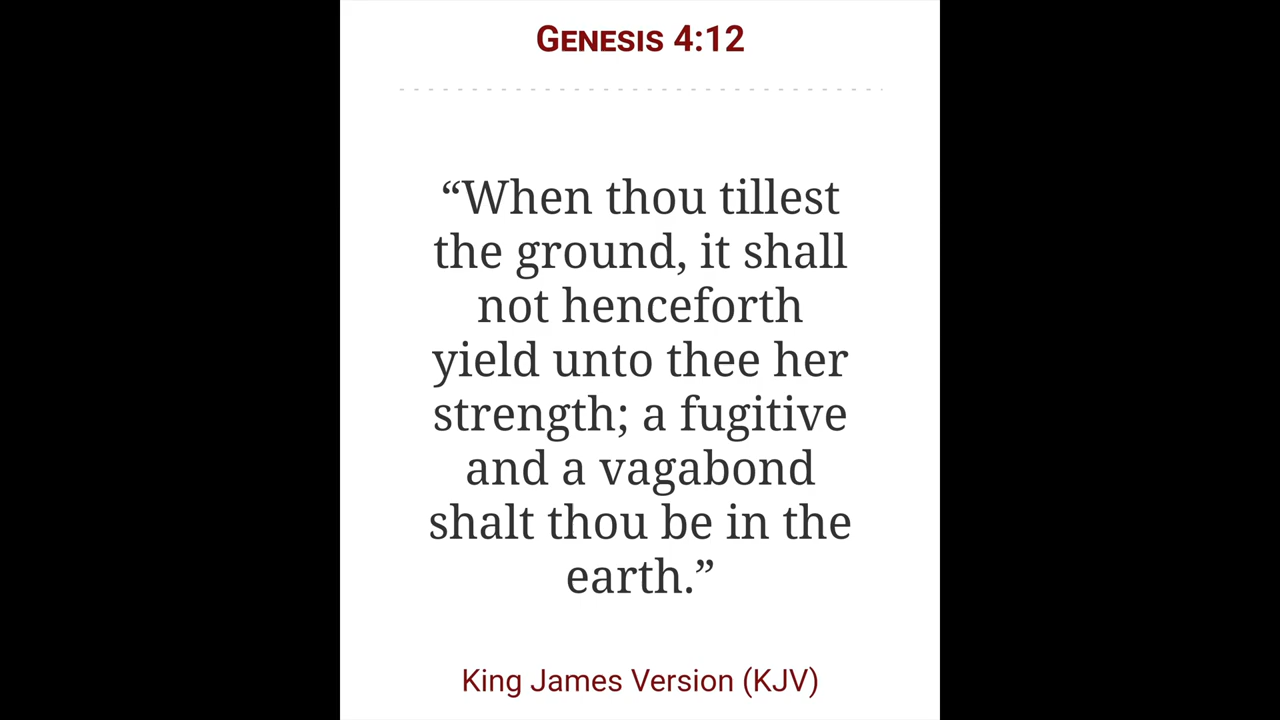 Genesis 4:12
“When thou tillest
the ground, it shall
not henceforth
yield unto thee her
strength; a fugitive
and a vagabond
shalt thou be in the
earth.”
King James Version (KJV)